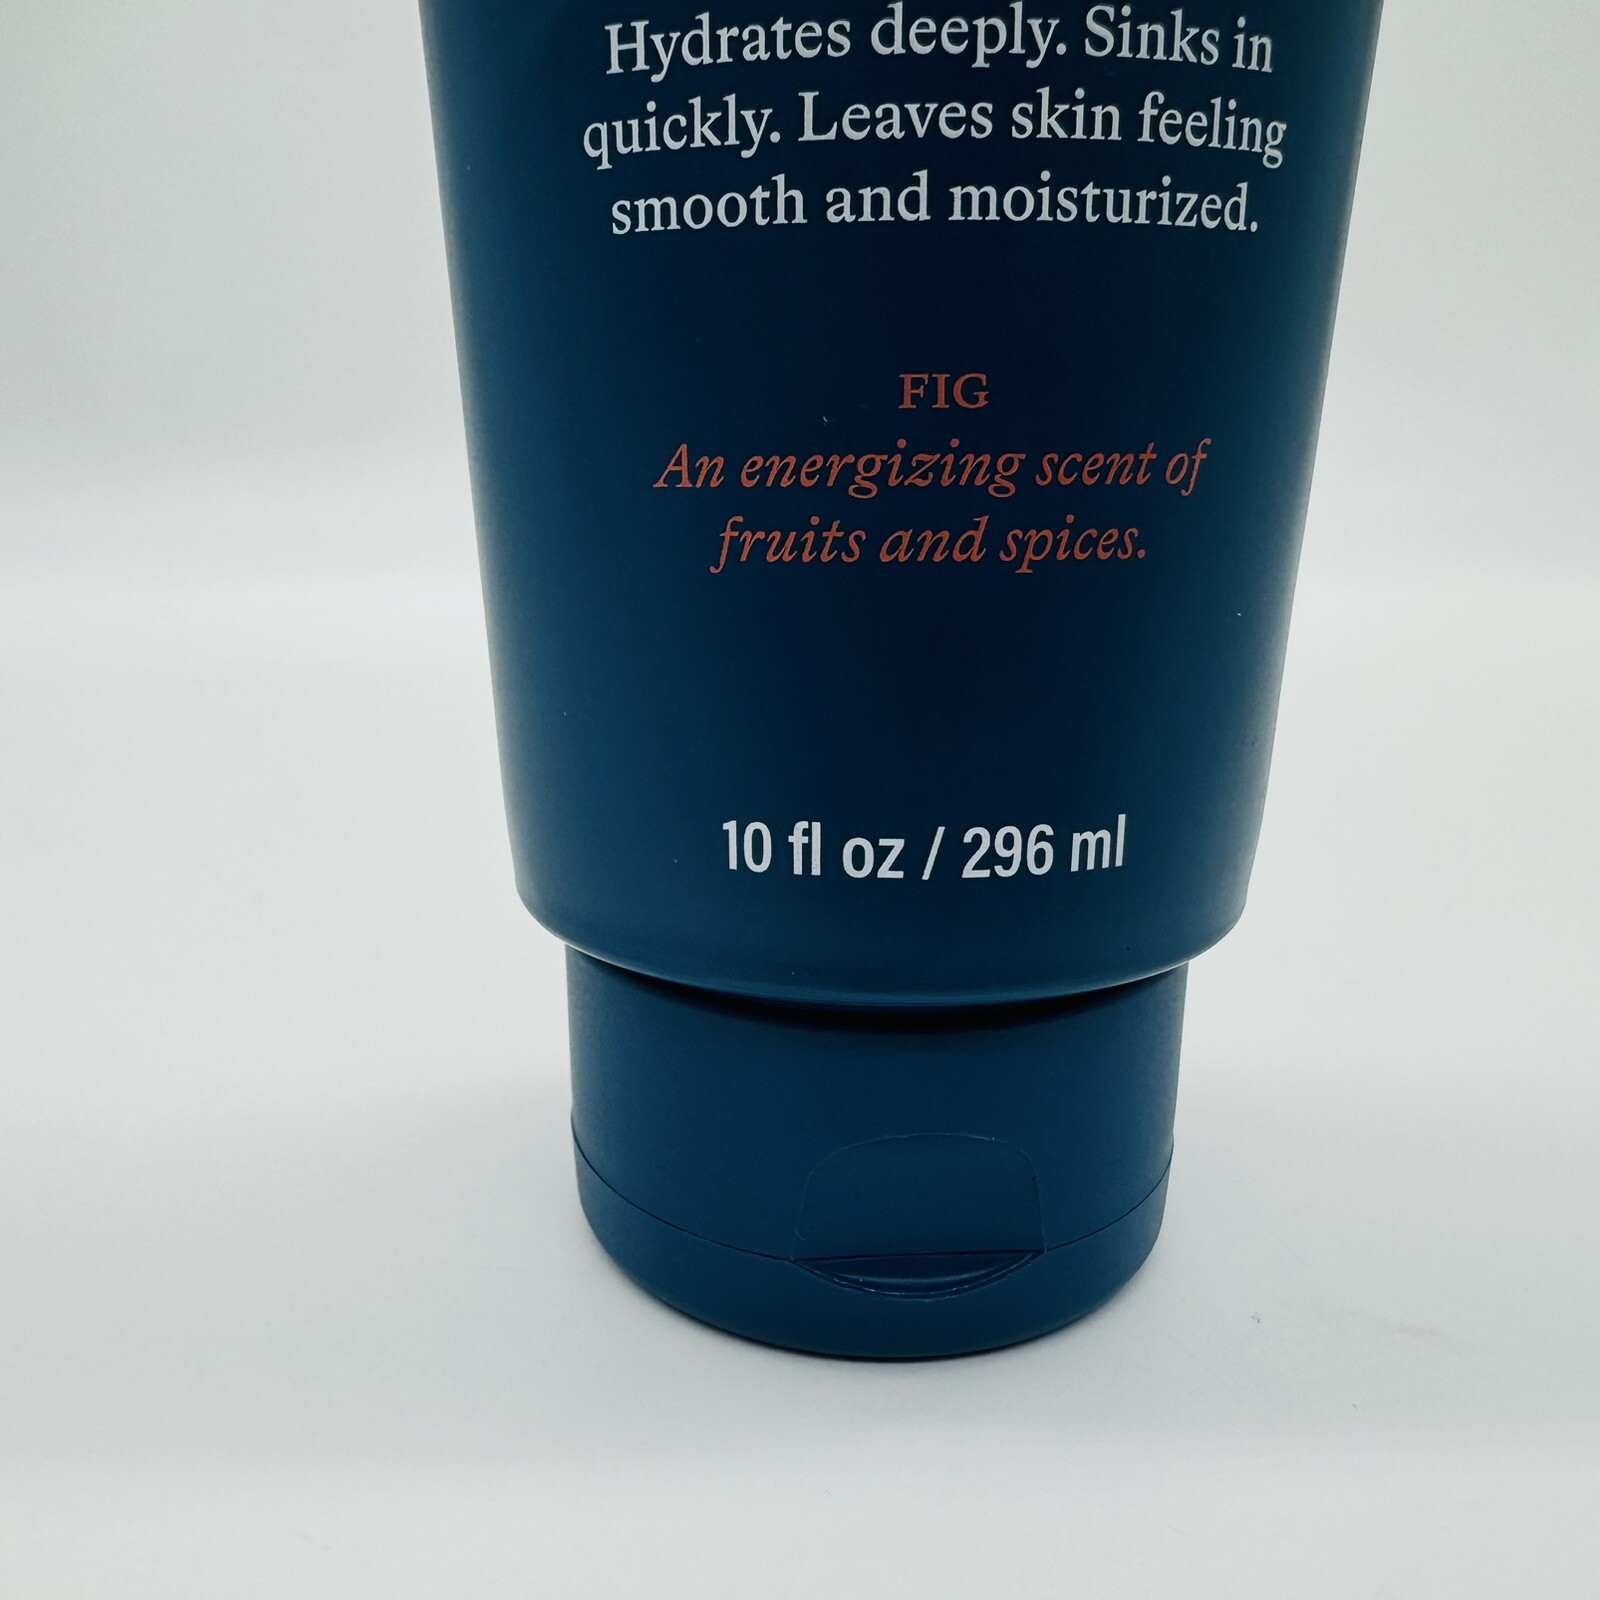 Hydrates deeply. Sinks in
quickly. Leaves skin feeling
smooth and moisturized.
FIG
An energizing scent of
fruits and spices.
10 fl oz / 296 ml